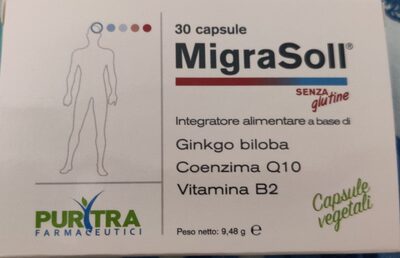 30 capsule
MigraSoll®
SENZA
glutine
Integratore alimentare a base di
Ginkgo biloba
Coenzima Q10
Vitamina B2
Capsule
vegetali
PURITRA
FARMACEUTICI
Peso netto: 9,48 g ℮